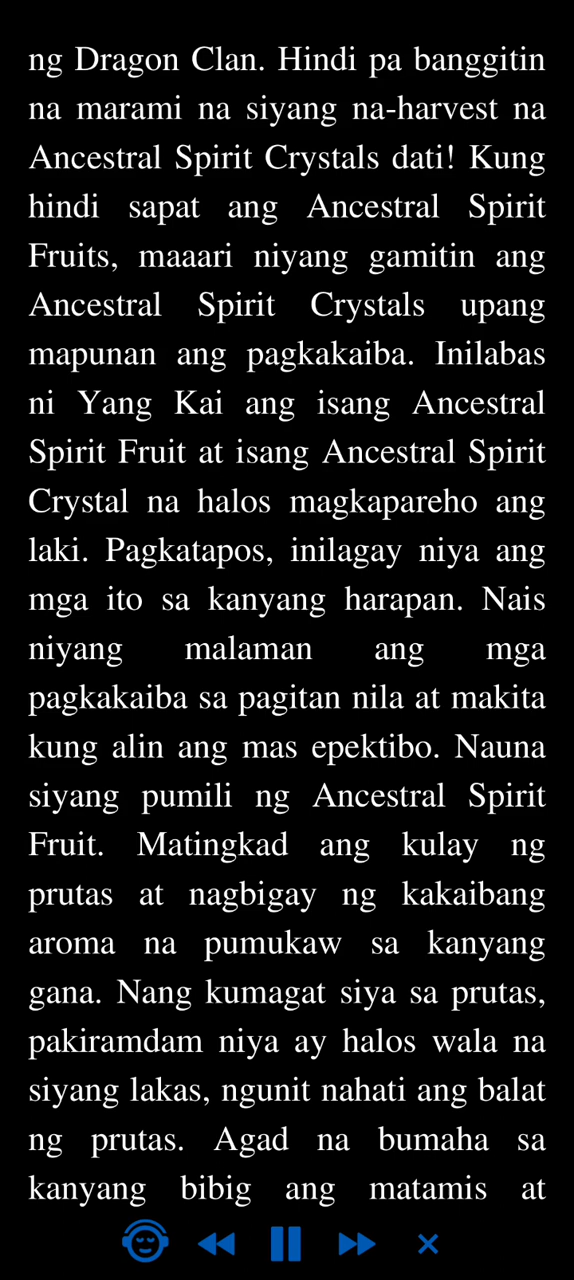 ng Dragon Clan. Hindi pa banggitin
na marami na siyang na-harvest na
Ancestral Spirit Crystals dati! Kung
hindi sapat ang Ancestral Spirit
Fruits, maaari niyang gamitin ang
Ancestral Spirit Crystals upang
mapunan ang pagkakaiba. Inilabas
ni Yang Kai ang isang Ancestral
Spirit Fruit at isang Ancestral Spirit
Crystal na halos magkapareho ang
laki. Pagkatapos, inilagay niya ang
mga ito sa kanyang harapan. Nais
niyang malaman ang mga
pagkakaiba sa pagitan nila at makita
kung alin ang mas epektibo. Nauna
siyang pumili ng Ancestral Spirit
Fruit. Matingkad ang kulay ng
prutas at nagbigay ng kakaibang
aroma na pumukaw sa kanyang
gana. Nang kumagat siya sa prutas,
pakiramdam niya ay halos wala na
siyang lakas, ngunit nahati ang balat
ng prutas. Agad na bumaha sa
kanyang bibig ang matamis at